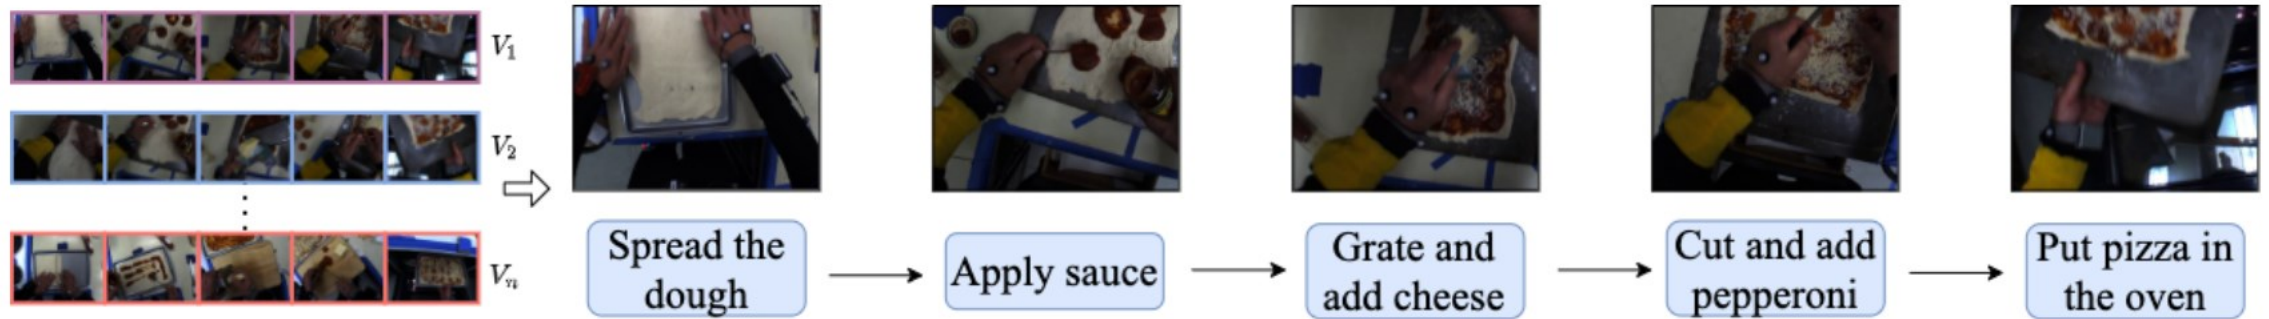 V1
V2
Vn
Spread the
dough
Apply sauce
Grate and
add cheese
Cut and add
pepperoni
Put pizza in
the oven